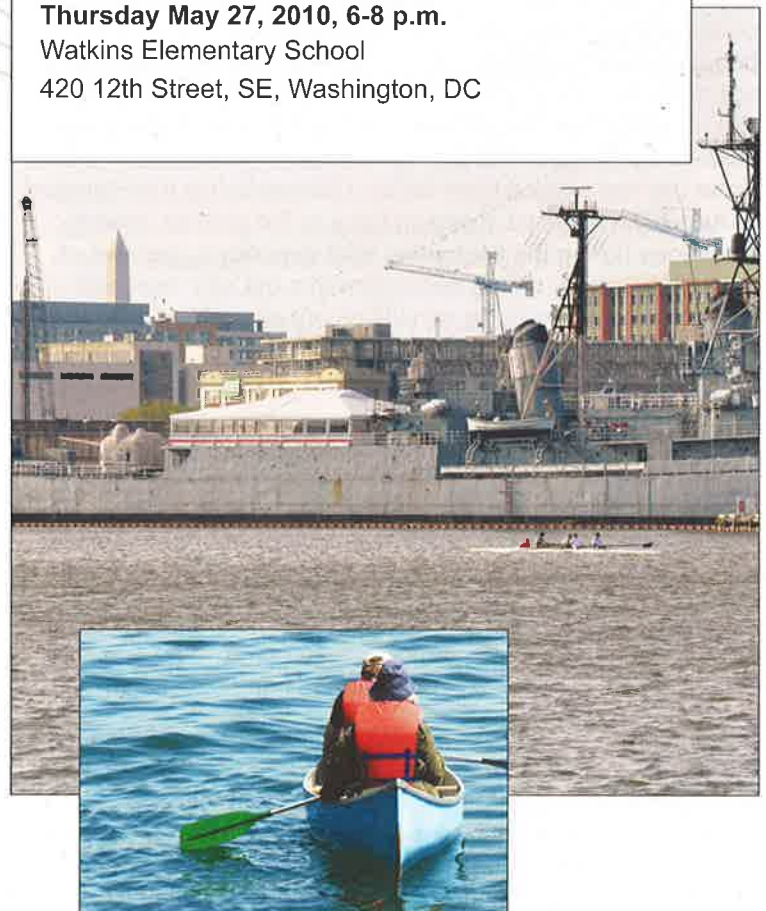 Thursday May 27, 2010, 6-8 p.m.
Watkins Elementary School
420 12th Street, SE, Washington, DC